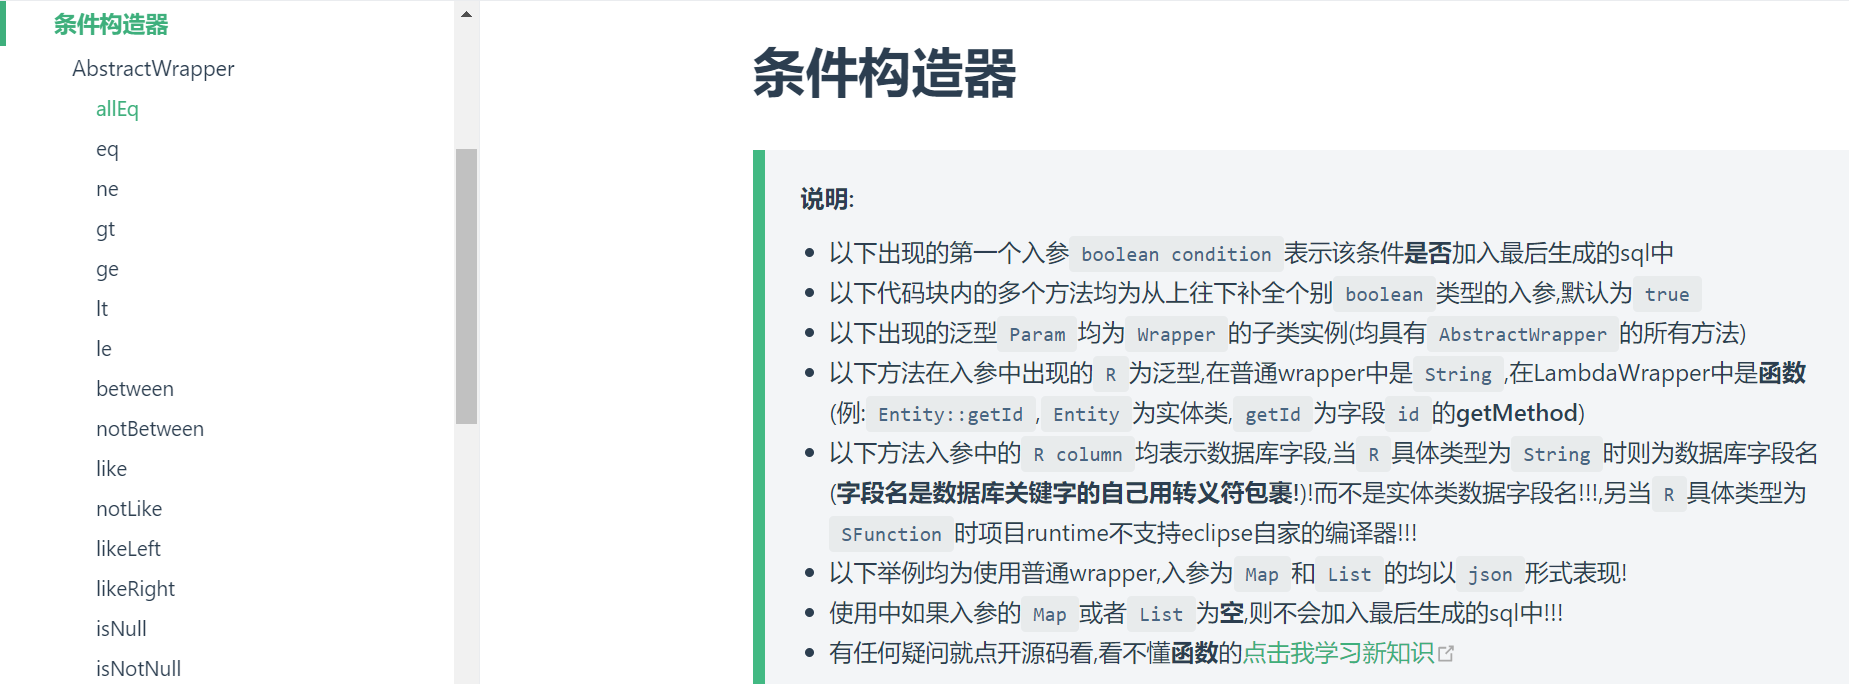 条件构造器
AbstractWrapper
allEq
eq
ne
gt
ge
lt
le
between
notBetween
like
notLike
likeLeft
likeRight
isNull
isNotNull
条件构造器
说明:
以下出现的第一个入参 boolean condition 表示该条件是否加入最后生成的sql中
以下代码块内的多个方法均为从上往下补全个别 boolean 类型的入参,默认为 true
以下出现的泛型 Param 均为 Wrapper 的子类实例(均具有 AbstractWrapper 的所有方法)
以下方法在入参中出现的 R 为泛型,在普通wrapper中是 String ,在LambdaWrapper中是函数
(例: Entity::getId , Entity 为实体类, getId 为字段 id 的getMethod)
以下方法入参中的 R column 均表示数据库字段,当 R 具体类型为 String 时则为数据库字段名
(字段名是数据库关键字的自己用转义符包裹!)!而不是实体类数据字段名!!!,另当 R 具体类型为
SFunction 时项目runtime不支持eclipse自家的编译器!!!
以下举例均为使用普通wrapper,入参为 Map 和 List 的均以 json 形式表现!
使用中如果入参的 Map 或者 List 为空,则不会加入最后生成的sql中!!!
有任何疑问就点开源码看,看不懂函数的点击我学习新知识